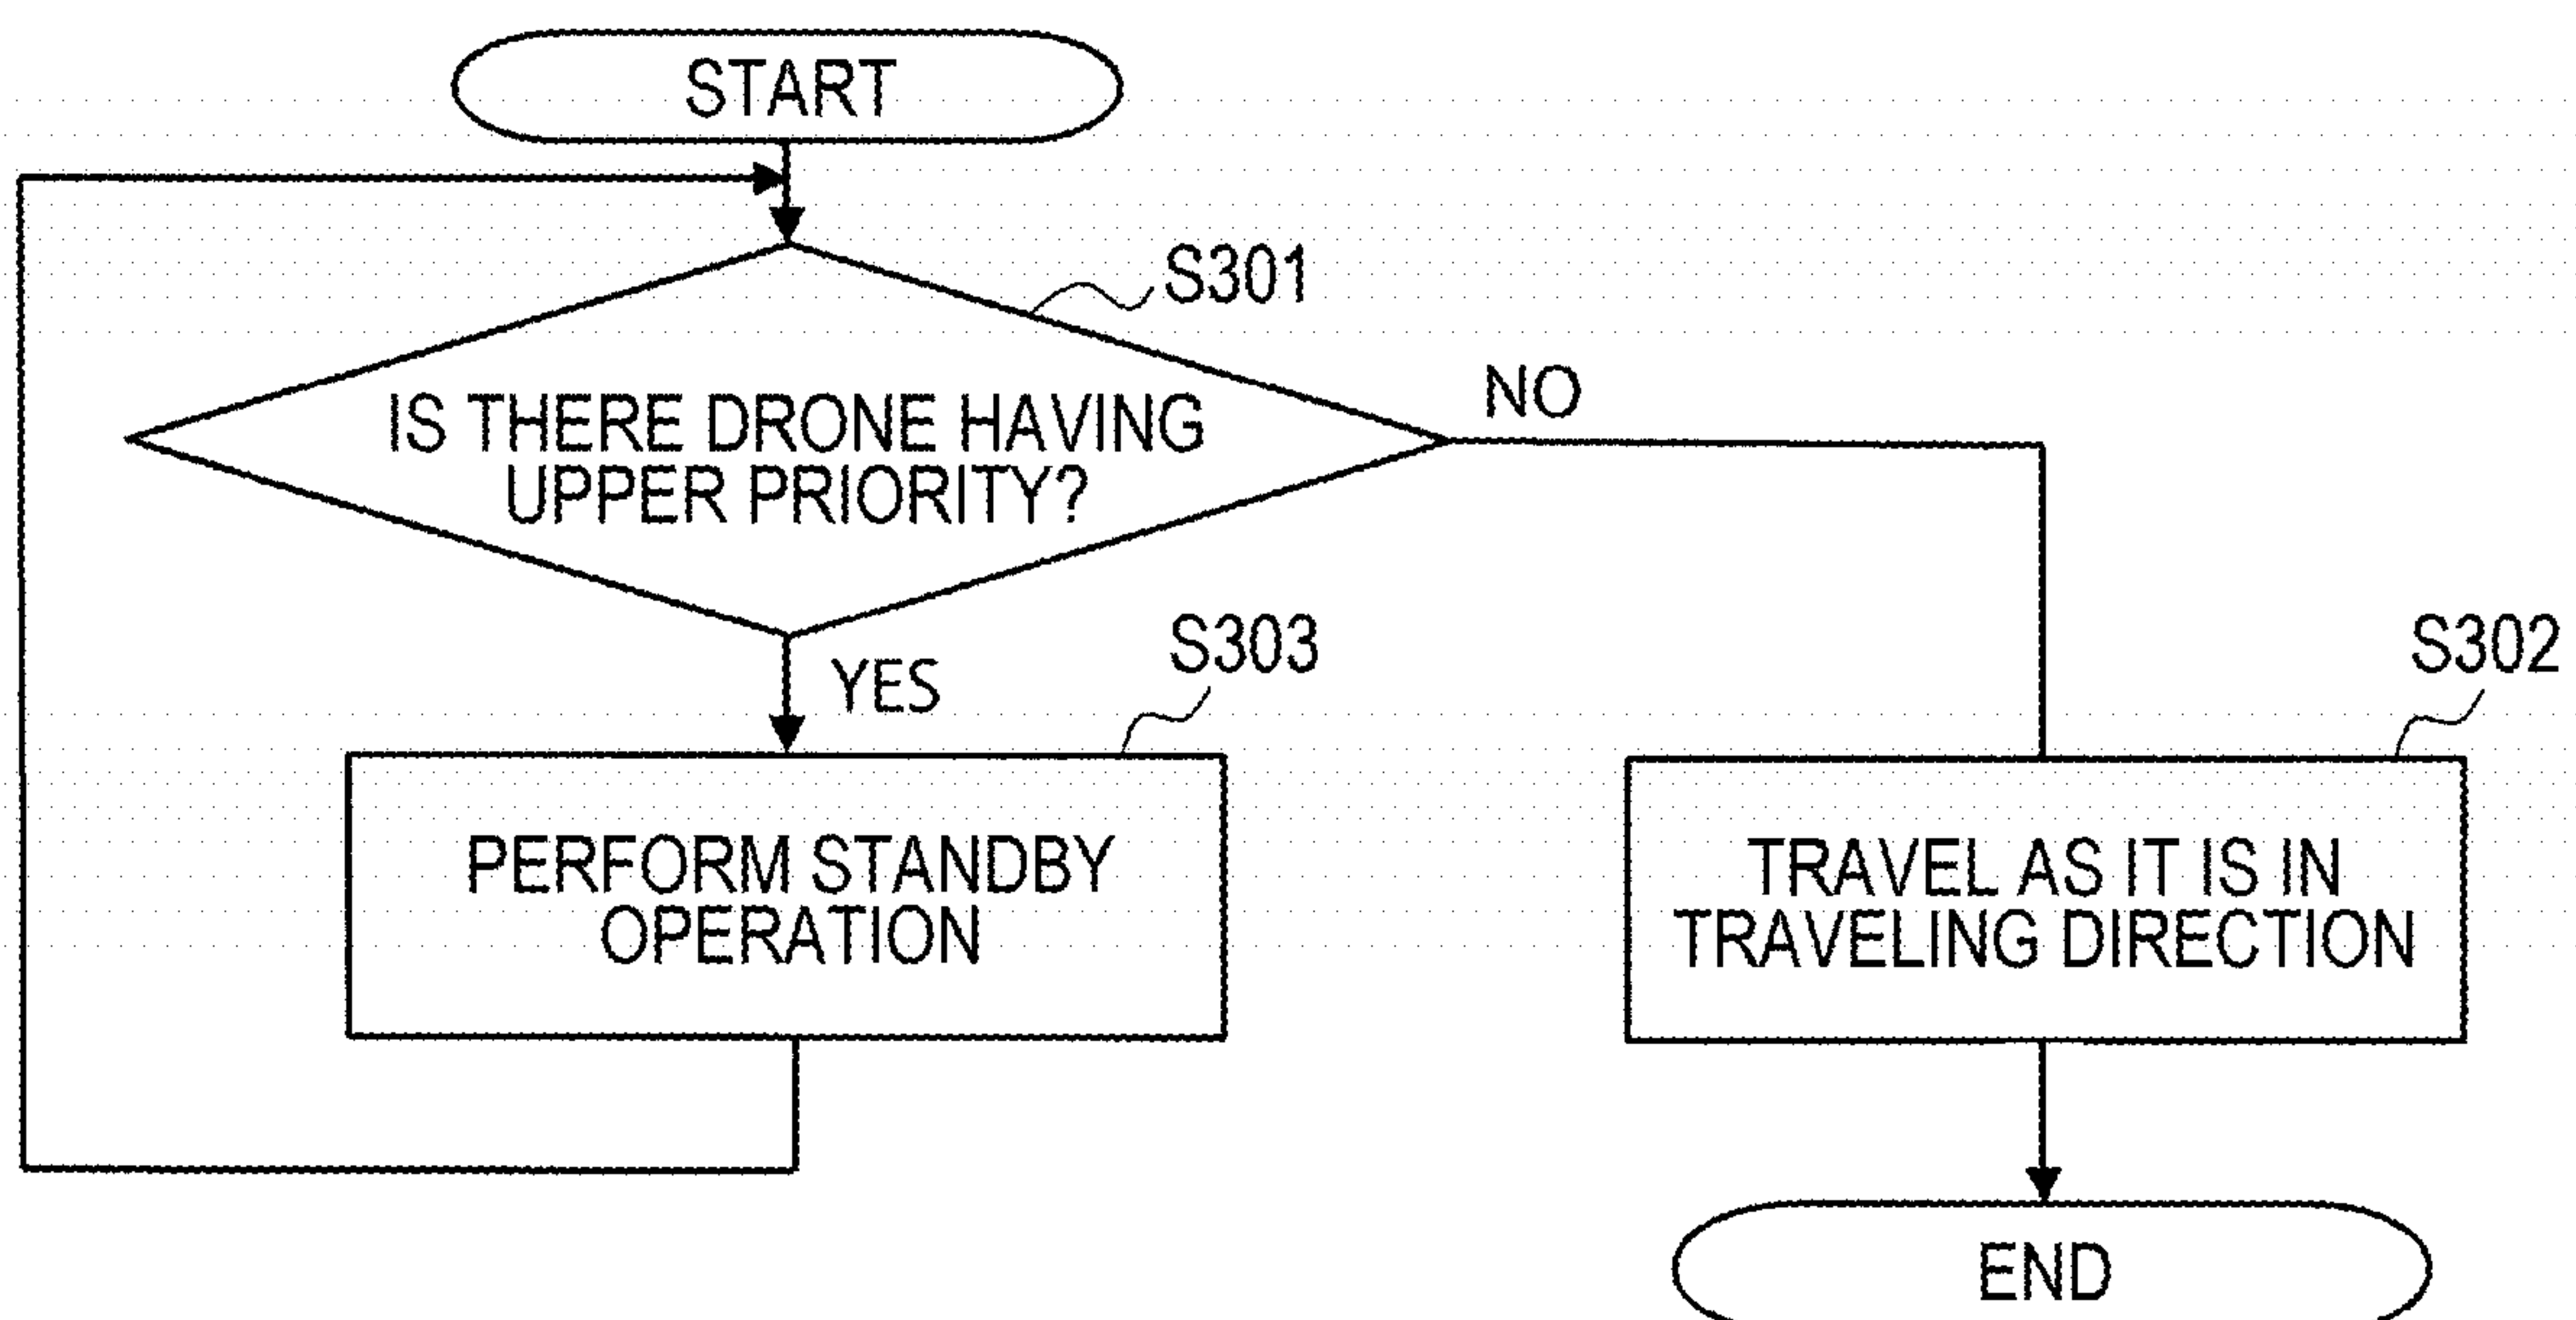 START
S301
IS THERE DRONE HAVING
UPPER PRIORITY?
NO
YES
S303
S302
PERFORM STANDBY
OPERATION
TRAVEL AS IT IS IN
TRAVELING DIRECTION
END